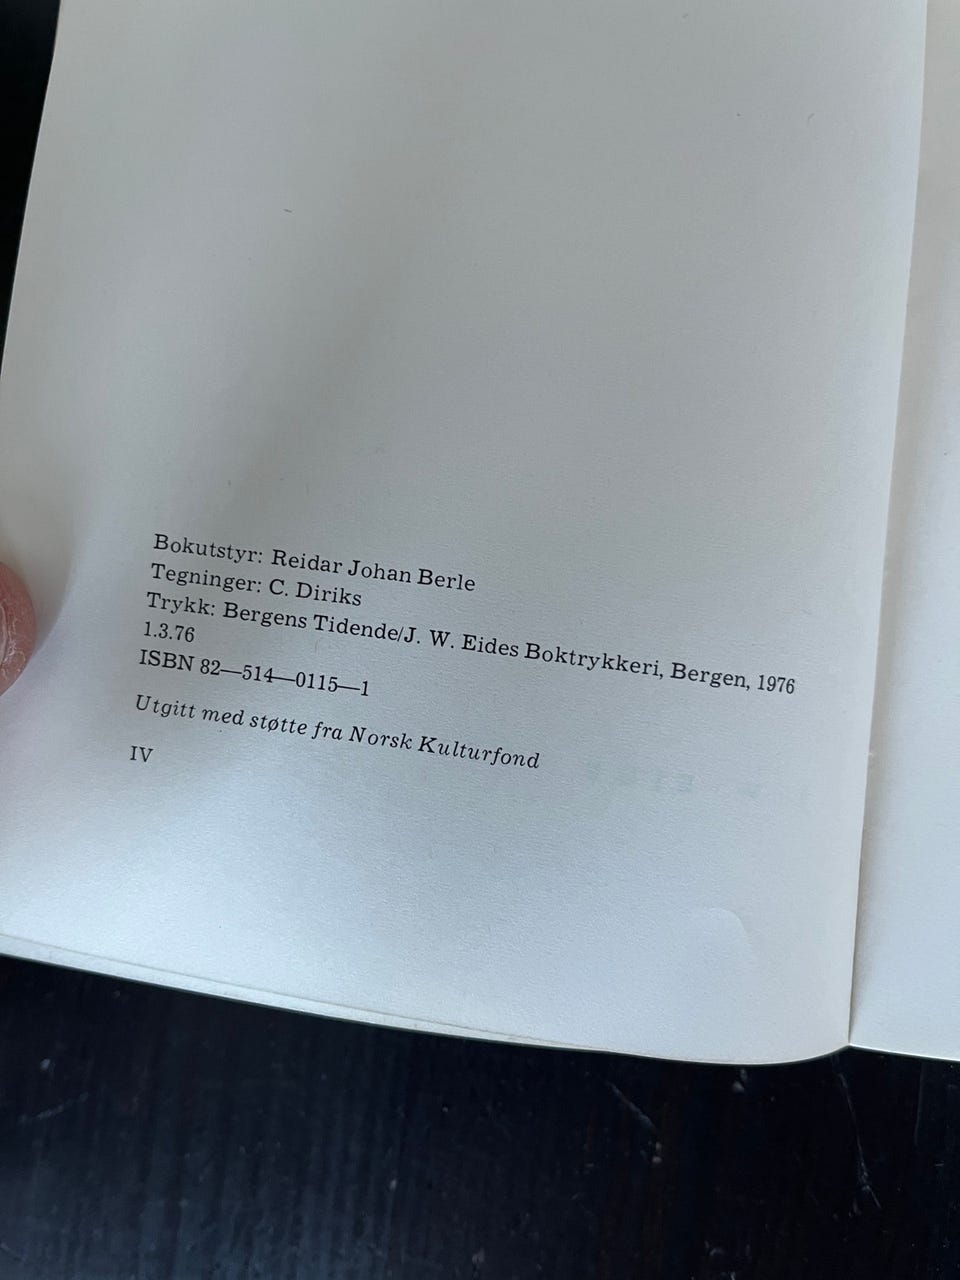 Bokutstyr: Reidar Johan Berle
Tegninger: C. Diriks
Trykk: Bergens Tidende/J. W. Eides Boktrykkeri, Bergen, 1976
1.3.76
ISBN 82—514—0115—1
Utgitt med støtte fra Norsk Kulturfond
IV